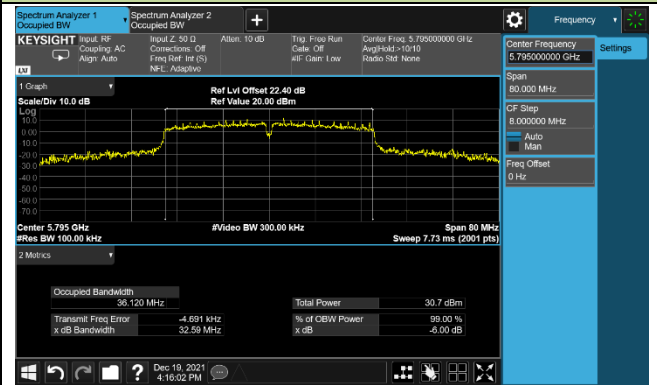 Spectrum Analyzer 1
Occupied BW
Spectrum Analyzer 2
Occupied BW
+
Frequency
KEYSIGHT
Input: RF
Coupling: AC
Align: Auto
Input Z: 50 Ω
Corrections: Off
Freq Ref: Int (S)
NFE: Adaptive
Atten: 10 dB
Trig: Free Run
Gate: Off
#IF Gain: Low
Center Freq: 5.795000000 GHz
Avg|Hold:>10/10
Radio Std: None
LXI
Center Frequency
5.795000000 GHz
Settings
Span
80.000 MHz
CF Step
8.000000 MHz
Auto
Man
Freq Offset
0 Hz
1 Graph
Scale/Div 10.0 dB
Ref Lvl Offset 22.40 dB
Ref Value 20.00 dBm
Log
10.0
0.00
-10.0
-20.0
-30.0
-40.0
-50.0
-60.0
-70.0
Center 5.795 GHz
#Video BW 300.00 kHz
Span 80 MHz
#Res BW 100.00 kHz
Sweep 7.73 ms (2001 pts)
2 Metrics
Occupied Bandwidth
36.120 MHz
Total Power
30.7 dBm
Transmit Freq Error
-4.691 kHz
% of OBW Power
99.00 %
x dB Bandwidth
32.59 MHz
x dB
-6.00 dB
?
Dec 19, 2021
4:16:02 PM